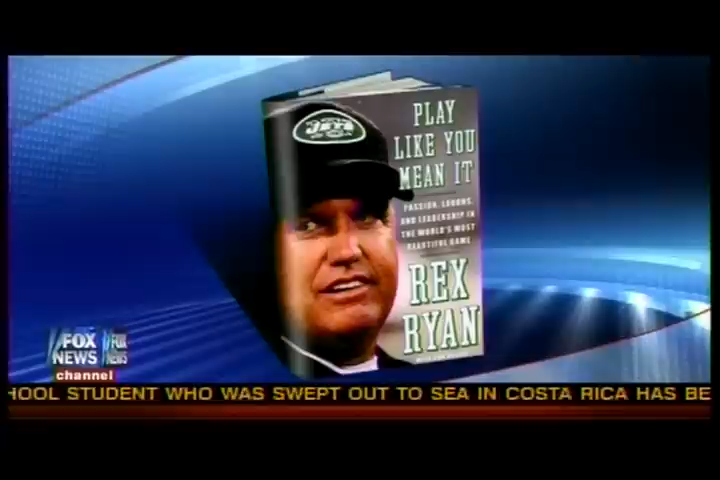 JETS
PLAY
LIKE YOU
MEAN IT
PASSION, LAUGHS,
AND LEADERSHIP IN
THE WORLD'S MOST
BEAUTIFUL GAME
REX
RYAN
FOX
NEWS
channel
FOX
NEWS
HOOL STUDENT WHO WAS SWEPT OUT TO SEA IN COSTA RICA HAS BE